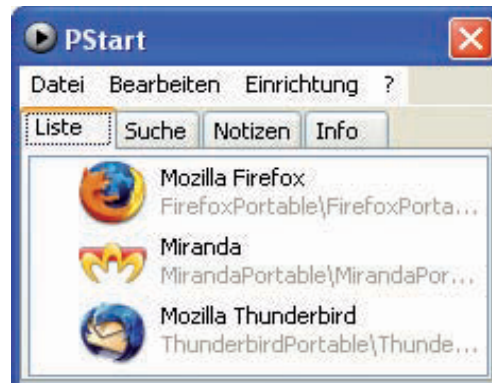 PStart
Datei Bearbeiten Einrichtung ?
Liste Suche Notizen Info
Mozilla Firefox
FirefoxPortable\FirefoxPorta...
Miranda
MirandaPortable\MirandaPor...
Mozilla Thunderbird
ThunderbirdPortable\Thunde...